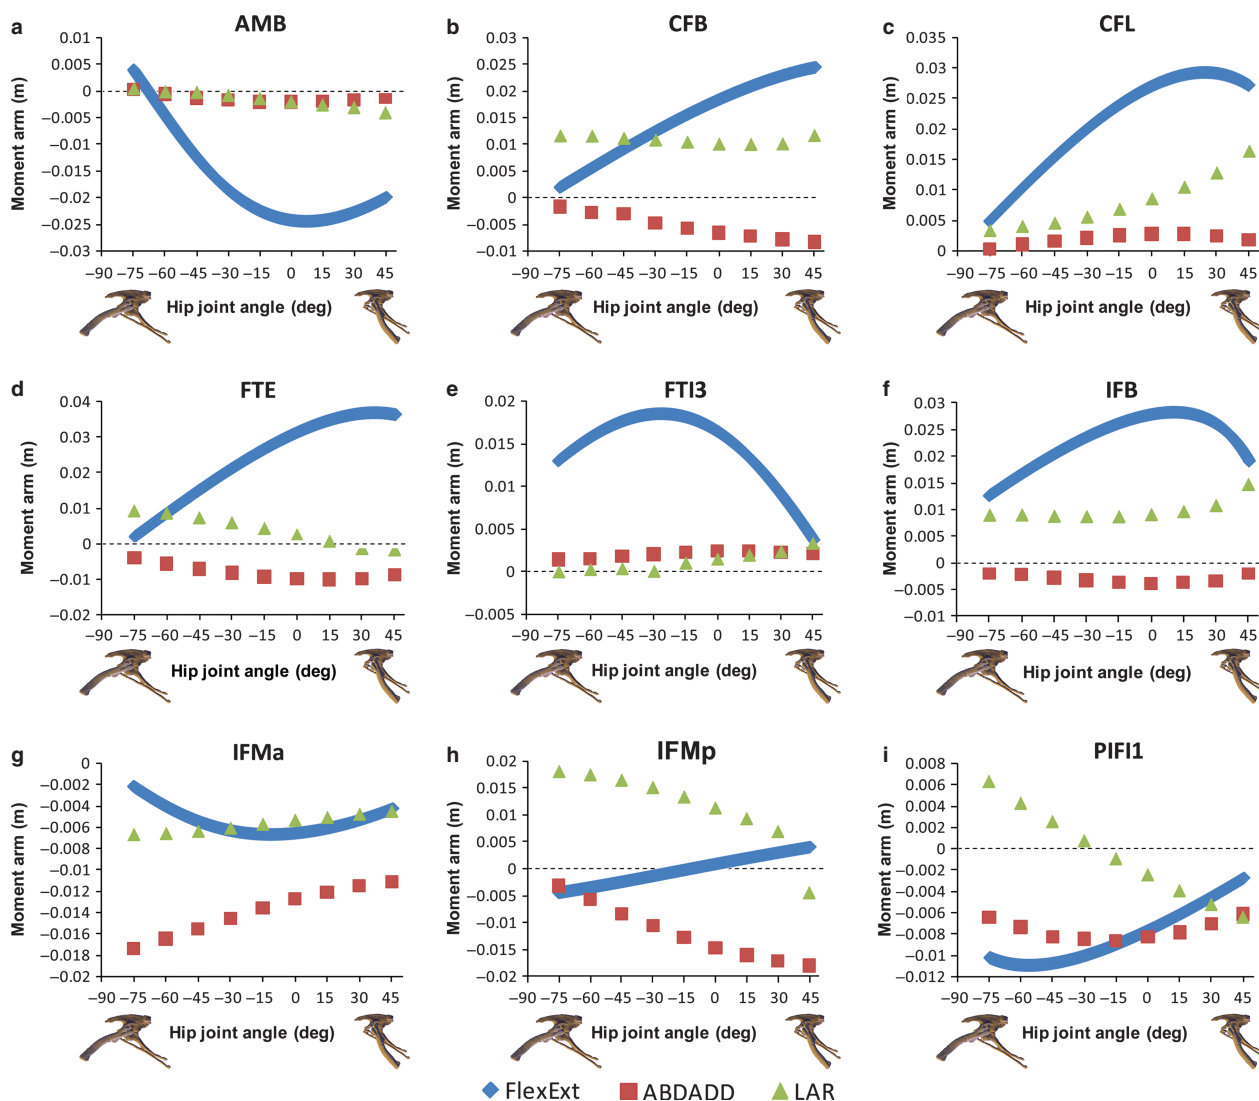 a AMB
Moment arm (m)
0.01
0.005
0
−0.005
−0.01
−0.015
−0.02
−0.025
−0.03
−90 −75 −60 −45 −30 −15 0 15 30 45
Hip joint angle (deg)
b CFB
Moment arm (m)
0.03
0.025
0.02
0.015
0.01
0.005
0
−0.005
−0.01
−90 −75 −60 −45 −30 −15 0 15 30 45
Hip joint angle (deg)
c CFL
Moment arm (m)
0.035
0.03
0.025
0.02
0.015
0.01
0.005
0
−90 −75 −60 −45 −30 −15 0 15 30 45
Hip joint angle (deg)
d FTE
Moment arm (m)
0.04
0.03
0.02
0.01
0
−0.01
−0.02
−90 −75 −60 −45 −30 −15 0 15 30 45
Hip joint angle (deg)
e FTI3
Moment arm (m)
0.02
0.015
0.01
0.005
0
−0.005
−90 −75 −60 −45 −30 −15 0 15 30 45
Hip joint angle (deg)
f IFB
Moment arm (m)
0.03
0.025
0.02
0.015
0.01
0.005
0
−0.005
−0.01
−90 −75 −60 −45 −30 −15 0 15 30 45
Hip joint angle (deg)
g IFMa
Moment arm (m)
0
−0.002
−0.004
−0.006
−0.008
−0.01
−0.012
−0.014
−0.016
−0.018
−0.02
−90 −75 −60 −45 −30 −15 0 15 30 45
Hip joint angle (deg)
h IFMp
Moment arm (m)
0.02
0.015
0.01
0.005
0
−0.005
−0.01
−0.015
−0.02
−90 −75 −60 −45 −30 −15 0 15 30 45
Hip joint angle (deg)
i PIFI1
Moment arm (m)
0.008
0.006
0.004
0.002
0
−0.002
−0.004
−0.006
−0.008
−0.01
−0.012
−90 −75 −60 −45 −30 −15 0 15 30 45
Hip joint angle (deg)
FlexExt ABDADD LAR